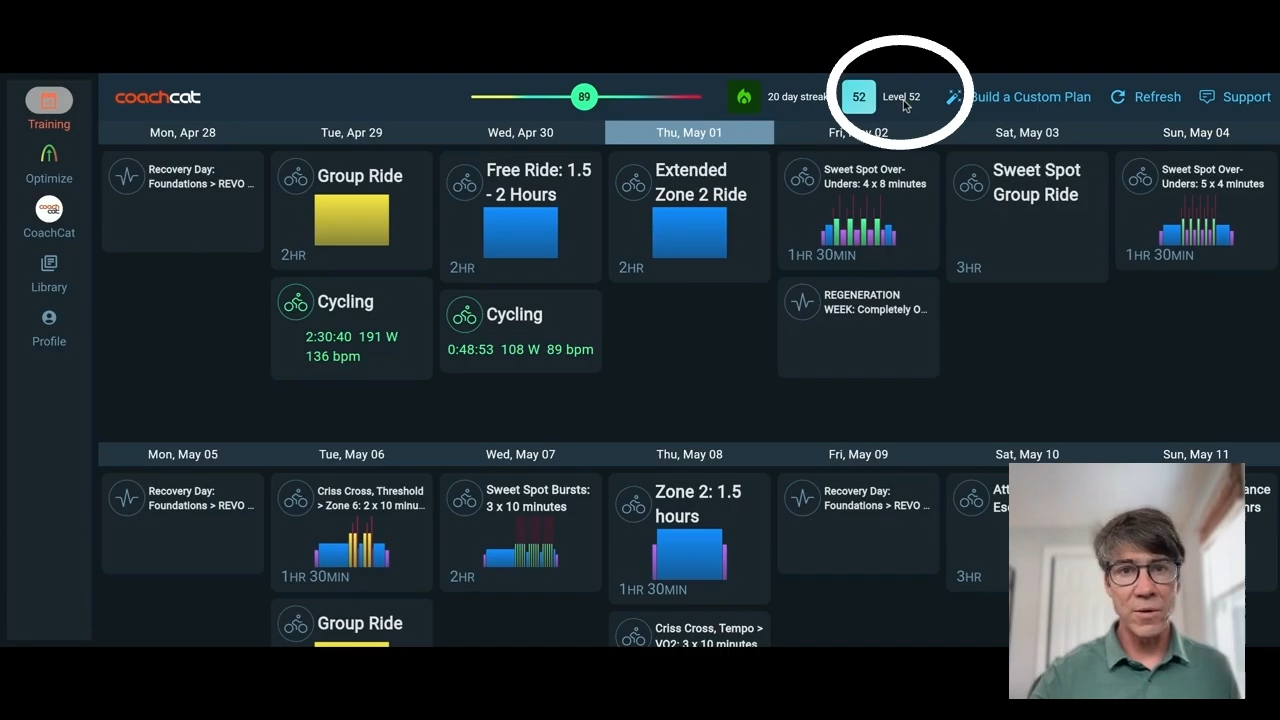 coachcat
89
20 day streak
52
Level 52
Build a Custom Plan
Refresh
Support
Training
Optimize
coach
cat
CoachCat
Library
Profile
Mon, Apr 28
Tue, Apr 29
Wed, Apr 30
Thu, May 01
Fri, May 02
Sat, May 03
Sun, May 04
Recovery Day:
Foundations > REVO ...
Group Ride
2HR
Cycling
2:30:40 191 W
136 bpm
Free Ride: 1.5
- 2 Hours
2HR
Cycling
0:48:53 108 W 89 bpm
Extended
Zone 2 Ride
2HR
Sweet Spot Over-
Unders: 4 x 8 minutes
1HR 30MIN
REGENERATION
WEEK: Completely O...
Sweet Spot
Group Ride
3HR
Sweet Spot Over-
Unders: 5 x 4 minutes
1HR 30MIN
Mon, May 05
Tue, May 06
Wed, May 07
Thu, May 08
Fri, May 09
Sat, May 10
Sun, May 11
Recovery Day:
Foundations > REVO ...
Criss Cross, Threshold
> Zone 6: 2 x 10 minu...
1HR 30MIN
Group Ride
Sweet Spot Bursts:
3 x 10 minutes
2HR
Zone 2: 1.5
hours
1HR 30MIN
Criss Cross, Tempo >
VO2: 3 x 10 minutes
Recovery Day:
Foundations > REVO ...
3HR